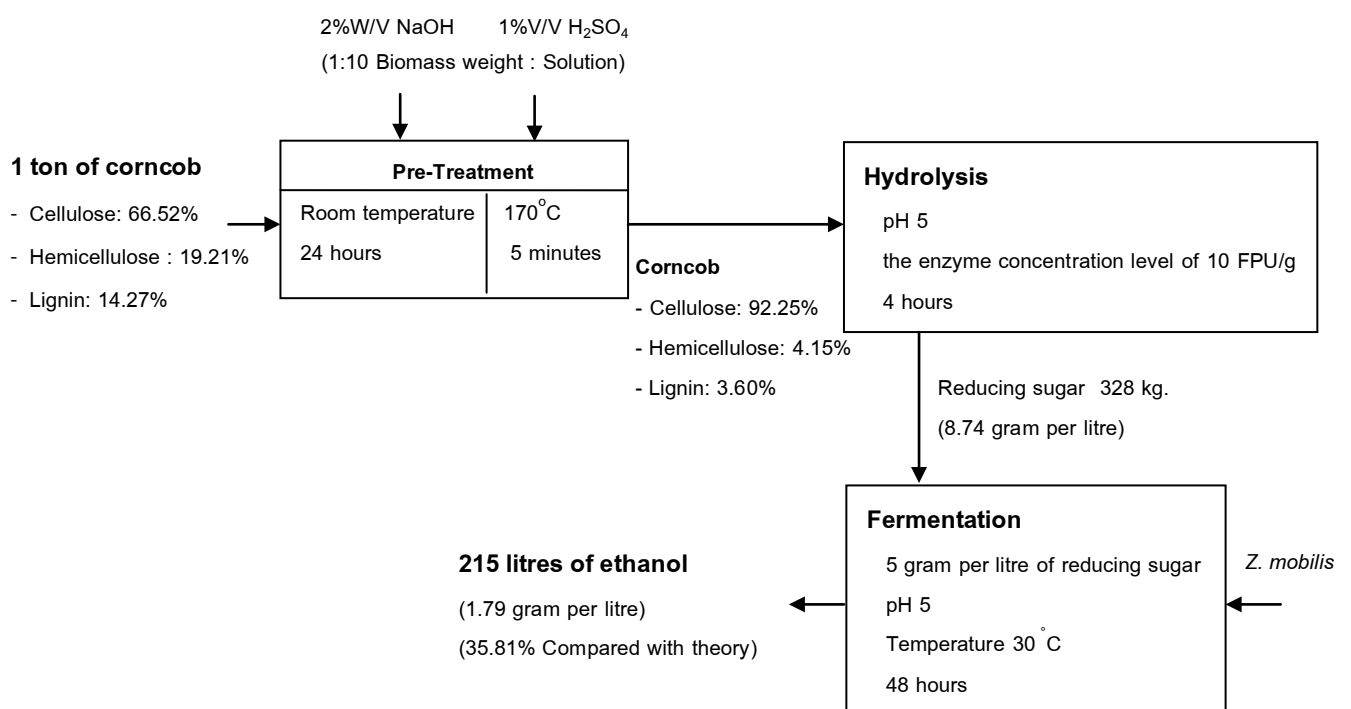 2%W/V NaOH 1%V/V H₂SO₄
(1:10 Biomass weight : Solution)
1 ton of corncob
- Cellulose: 66.52%
- Hemicellulose : 19.21%
- Lignin: 14.27%
Pre-Treatment
Room temperature
24 hours
170°C
5 minutes
Corncob
- Cellulose: 92.25%
- Hemicellulose: 4.15%
- Lignin: 3.60%
Hydrolysis
pH 5
the enzyme concentration level of 10 FPU/g
4 hours
Reducing sugar 328 kg.
(8.74 gram per litre)
Fermentation
5 gram per litre of reducing sugar
pH 5
Temperature 30 °C
48 hours
Z. mobilis
215 litres of ethanol
(1.79 gram per litre)
(35.81% Compared with theory)